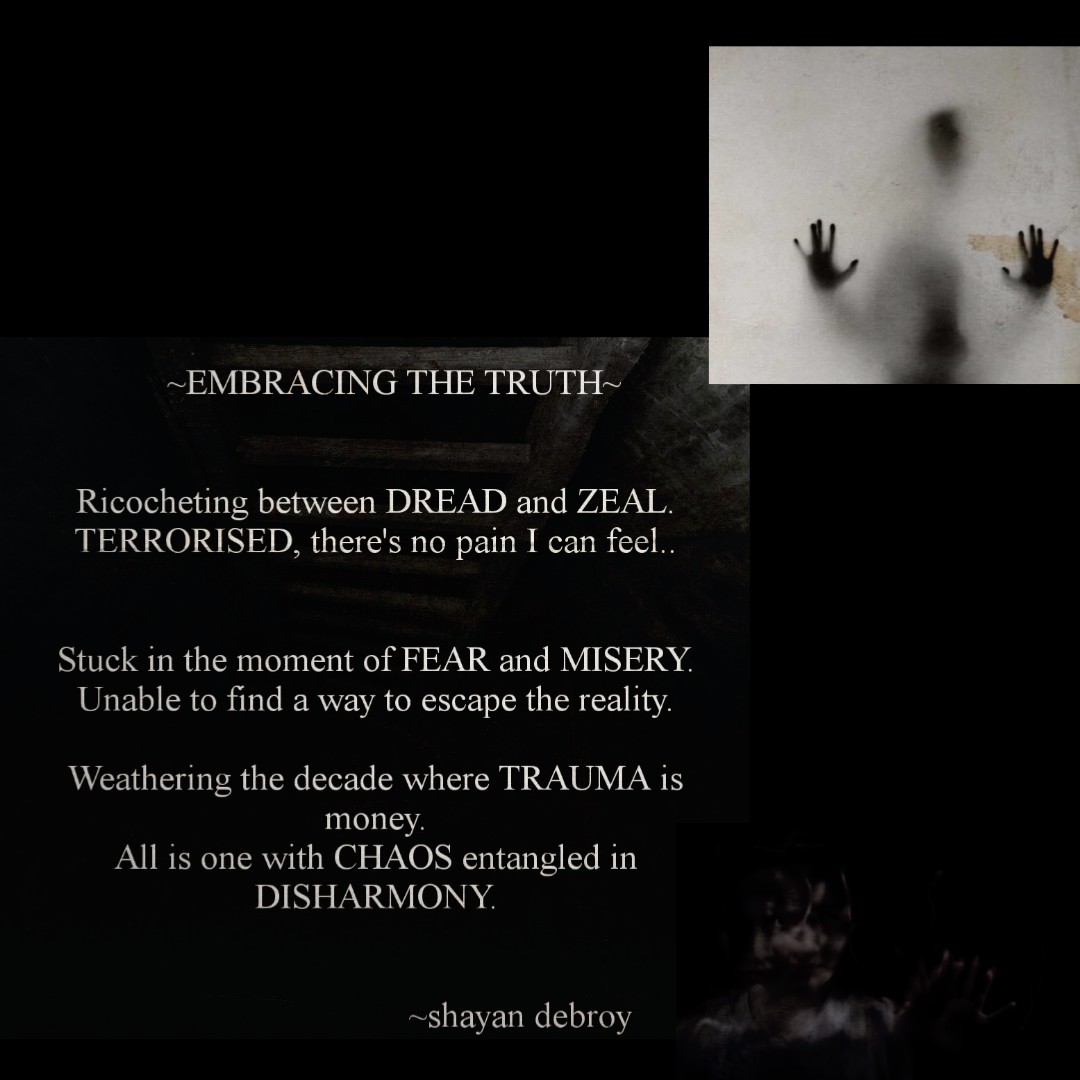 ~EMBRACING THE TRUTH~
Ricocheting between DREAD and ZEAL.
TERRORISED, there's no pain I can feel..
Stuck in the moment of FEAR and MISERY.
Unable to find a way to escape the reality.
Weathering the decade where TRAUMA is
money.
All is one with CHAOS entangled in
DISHARMONY.
~shayan debroy